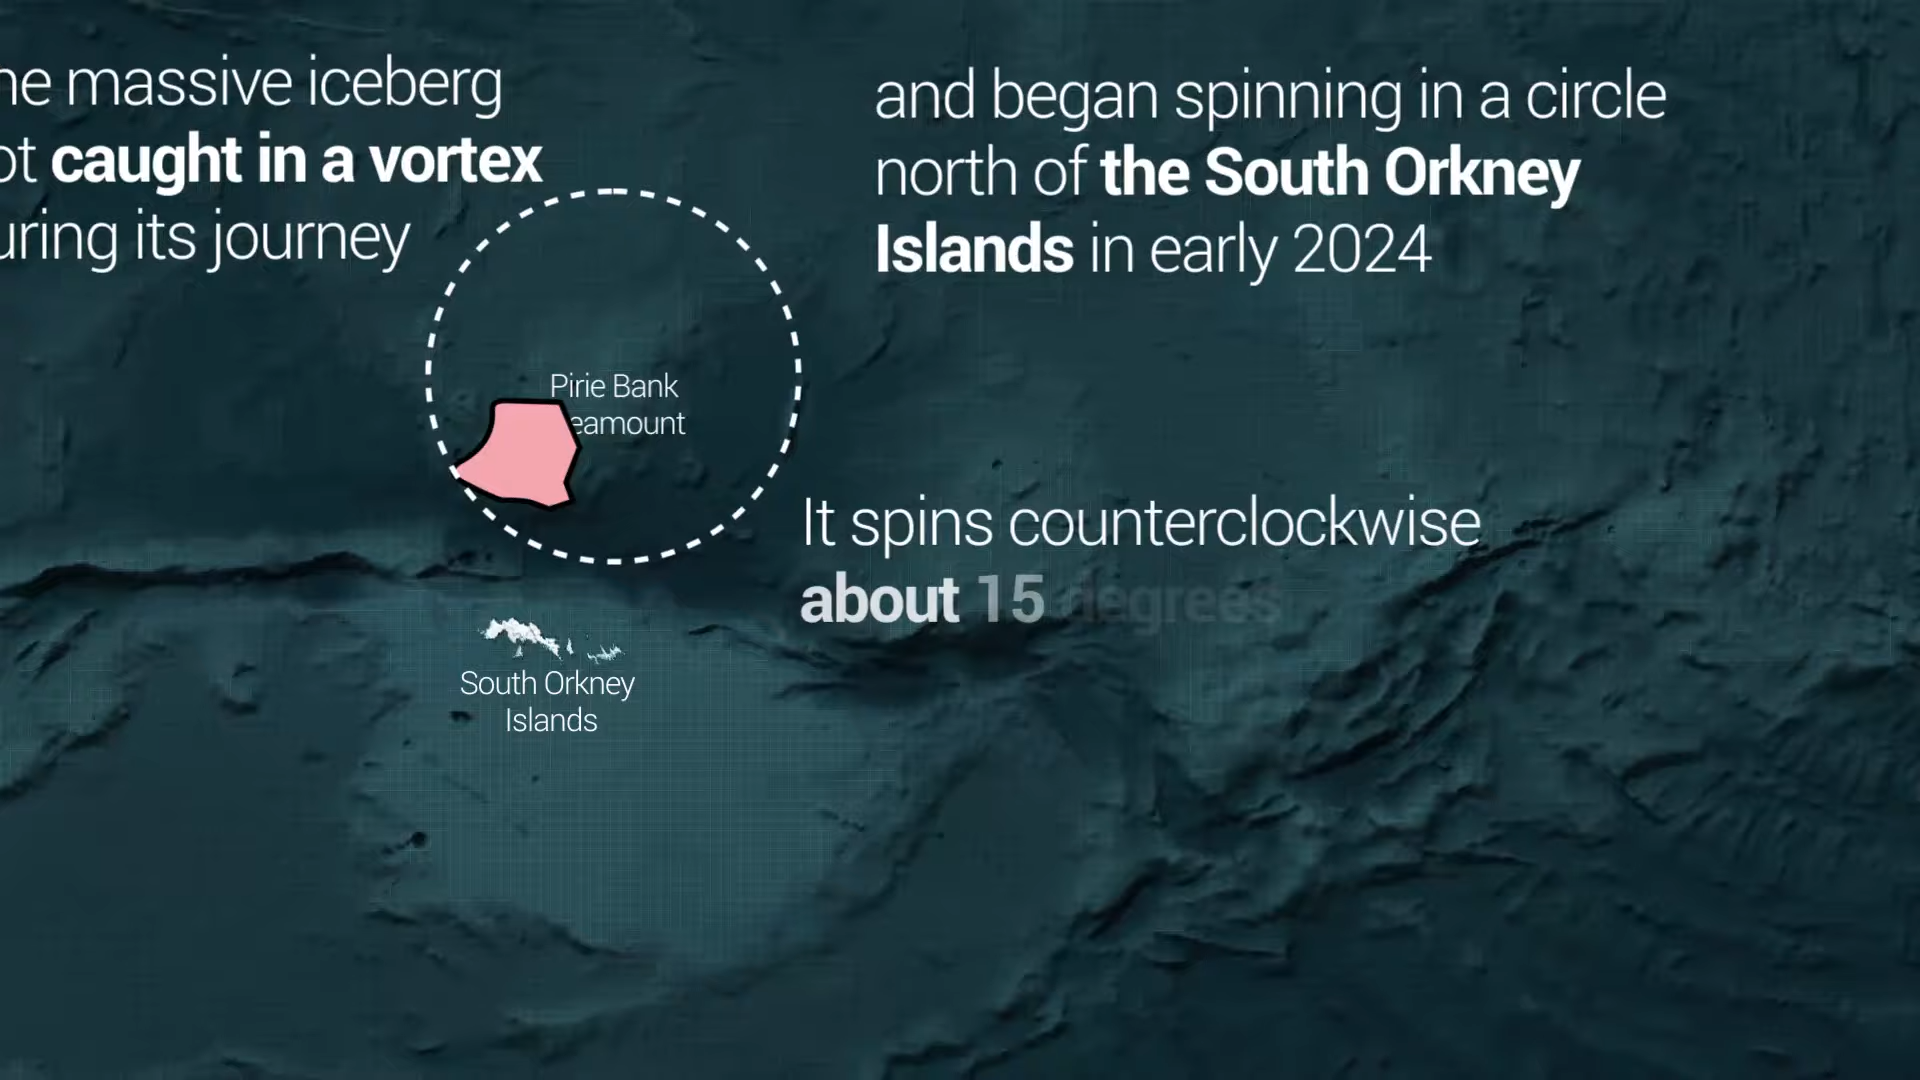 he massive iceberg
ot caught in a vortex
uring its journey
and began spinning in a circle
north of the South Orkney
Islands in early 2024
Pirie Bank
eamount
It spins counterclockwise
about 15 degrees
South Orkney
Islands